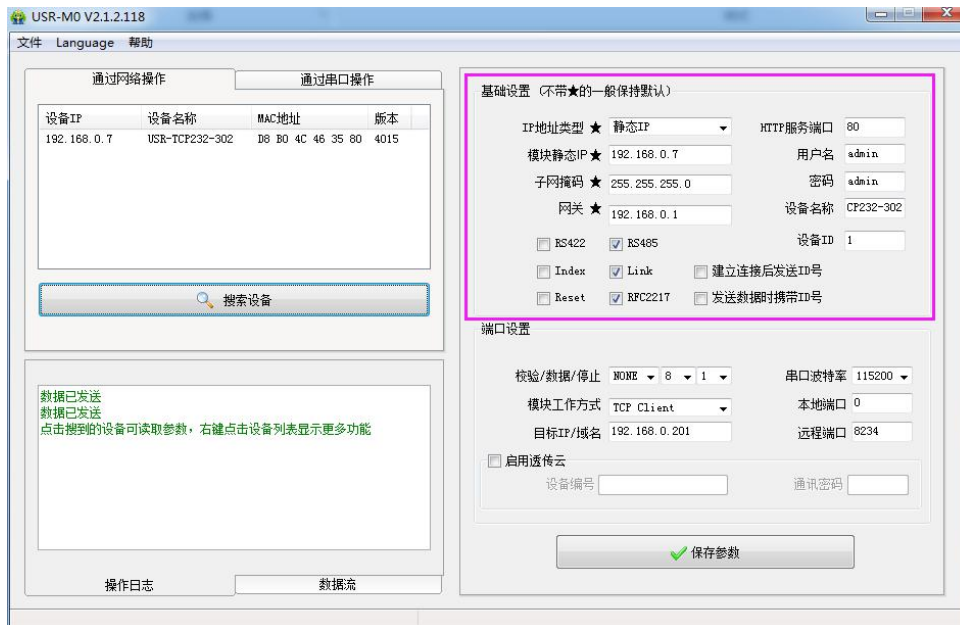 USR-M0 V2.1.2.118
文件 Language 帮助
通过网络操作 通过串口操作
设备IP 设备名称 MAC地址 版本
192.168.0.7 USR-TCP232-302 D8 B0 4C 46 35 80 4015
搜索设备
数据已发送
数据已发送
点击搜到的设备可读取参数，右键点击设备列表显示更多功能
操作日志 数据流
基础设置（不带★的一般保持默认）
IP地址类型 ★ 静态IP HTTP服务端口 80
模块静态IP★ 192.168.0.7 用户名 admin
子网掩码 ★ 255.255.255.0 密码 admin
网关 ★ 192.168.0.1 设备名称 CP232-302
RS422 RS485 设备ID 1
Index Link 建立连接后发送ID号
Reset RFC2217 发送数据时携带ID号
端口设置
校验/数据/停止 NONE 8 1 串口波特率 115200
模块工作方式 TCP Client 本地端口 0
目标IP/域名 192.168.0.201 远程端口 8234
启用透传云
设备编号 通讯密码
保存参数